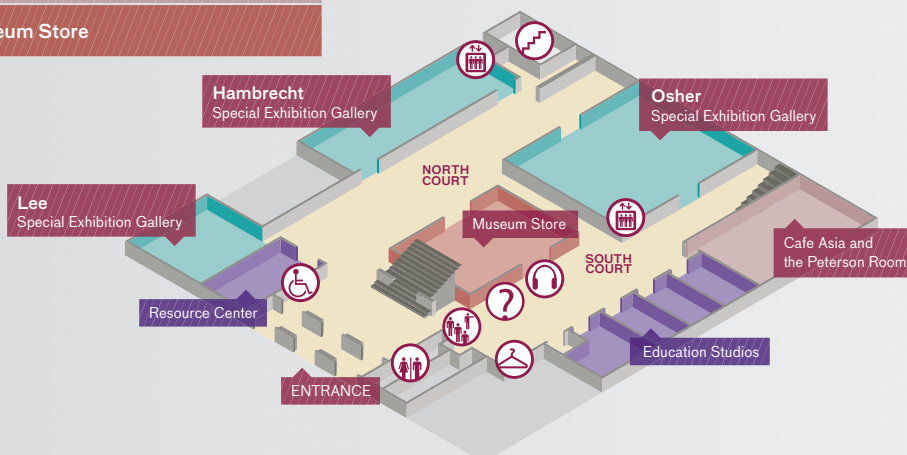 eum Store
Hambrecht
Special Exhibition Gallery
Osher
Special Exhibition Gallery
NORTH
COURT
Lee
Special Exhibition Gallery
Museum Store
Cafe Asia and
the Peterson Room
SOUTH
COURT
Resource Center
?
Education Studios
ENTRANCE